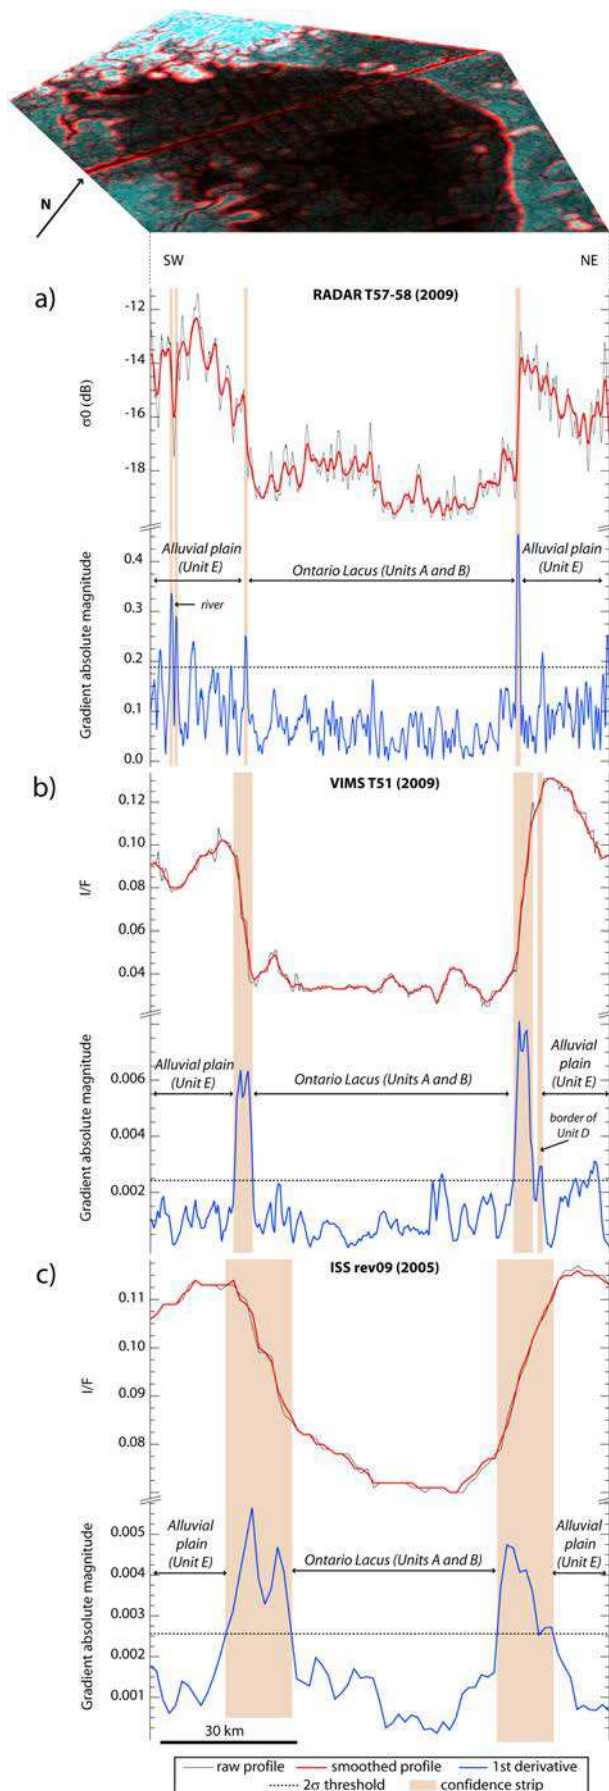 N
SW NE
a) RADAR T57-58 (2009)
-12
-14
-16
-18
σ0 (dB)
Alluvial plain
(Unit E)
Ontario Lacus (Units A and B)
Alluvial plain
(Unit E)
river
0.4
0.3
0.2
0.1
0.0
Gradient absolute magnitude
b) VIMS T51 (2009)
0.12
0.10
0.08
0.06
0.04
I/F
Alluvial plain
(Unit E)
Ontario Lacus (Units A and B)
Alluvial
plain
(Unit E)
border of
Unit D
0.006
0.004
0.002
Gradient absolute magnitude
c) ISS rev09 (2005)
0.11
0.10
0.09
0.08
I/F
Alluvial
plain
(Unit E)
Ontario Lacus (Units A and B)
Alluvial
plain
(Unit E)
0.005
0.004
0.003
0.002
0.001
Gradient absolute magnitude
30 km
raw profile smoothed profile 1st derivative
2σ threshold confidence strip